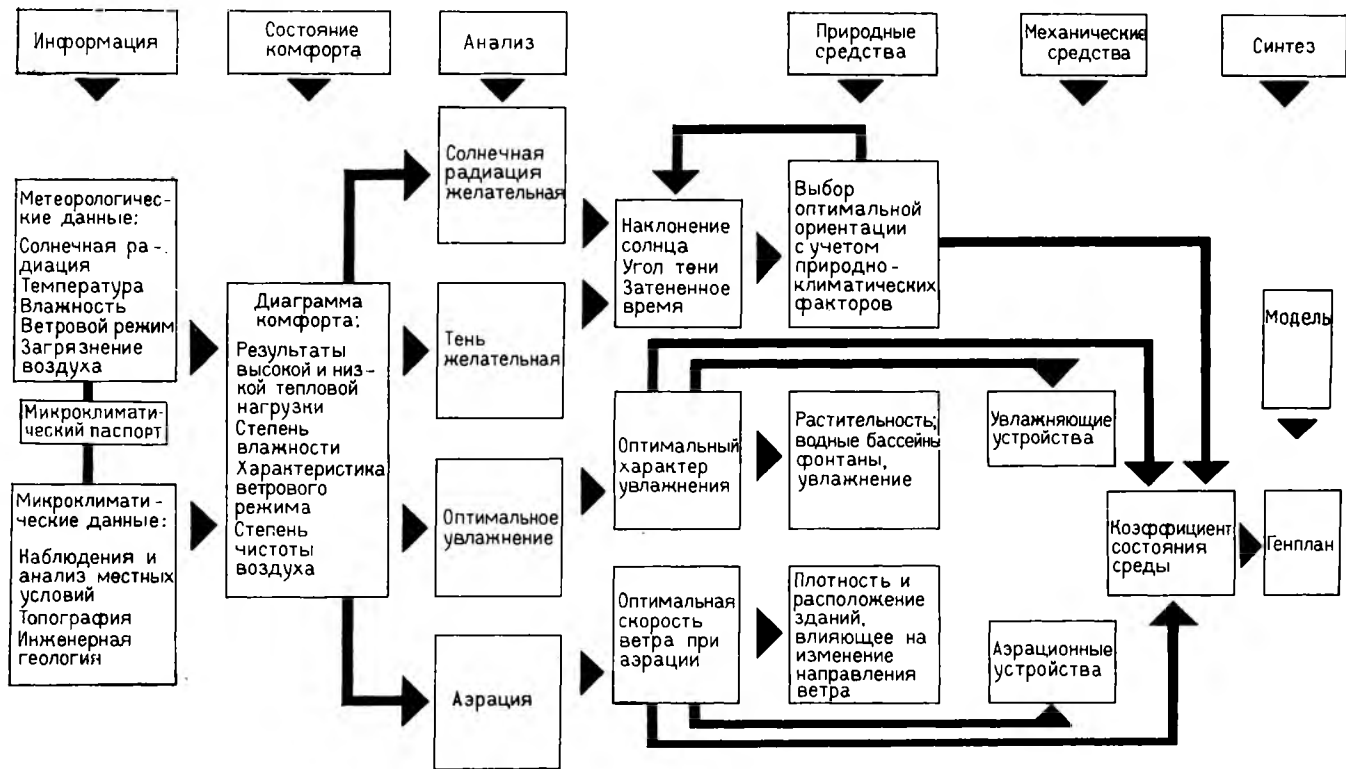 Информация
Состояние
комфорта
Анализ
Природные
средства
Механические
средства
Синтез
Метеорологичес-
кие данные:
Солнечная ра-
диация
Температура
Влажность
Ветровой режим
Загрязнение
воздуха
Микроклимати-
ческий паспорт
Микроклимати-
ческие данные:
Наблюдения и
анализ местных
условий
Топография
Инженерная
геология
Диаграмма
комфорта:
Результаты
высокой и низ-
кой тепловой
нагрузки
Степень
влажности
Характеристика
ветрового
режима
Степень
чистоты
воздуха
Солнечная
радиация
желательная
Тень
желательная
Оптимальное
увлажнение
Аэрация
Наклонение
солнца
Угол тени
Затененное
время
Оптимальный
характер
увлажнения
Оптимальная
скорость
ветра при
аэрации
Выбор
оптимальной
ориентации
с учетом
природно-
климатических
факторов
Растительность;
водные бассейны
фонтаны,
увлажнение
Плотность и
расположение
зданий,
влияющее на
изменение
направления
ветра
Увлажняющие
устройства
Аэрационные
устройства
Коэффициент
состояния
среды
Модель
Генплан